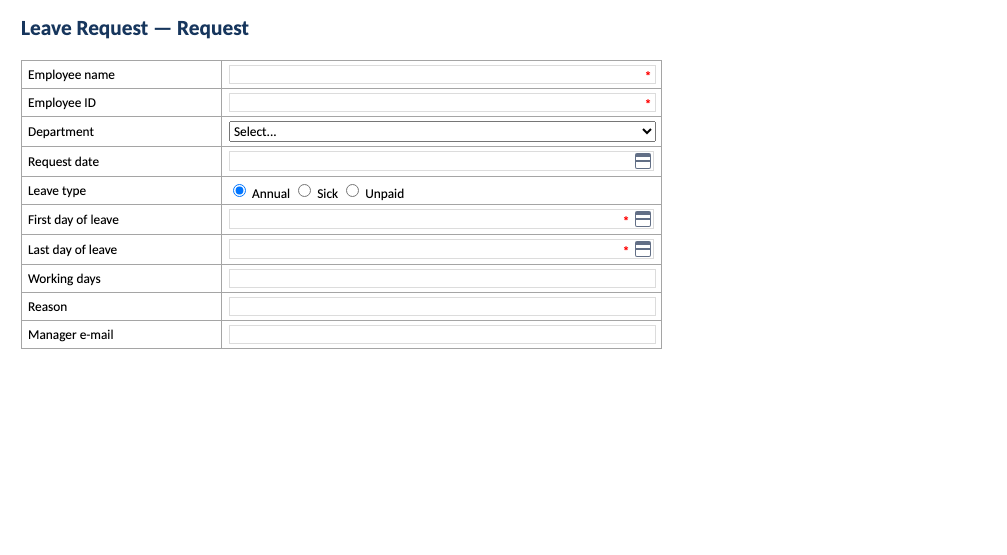 Leave Request — Request
Employee name *
Employee ID *
Department Select...
Request date
Leave type Annual Sick Unpaid
First day of leave *
Last day of leave *
Working days
Reason
Manager e-mail